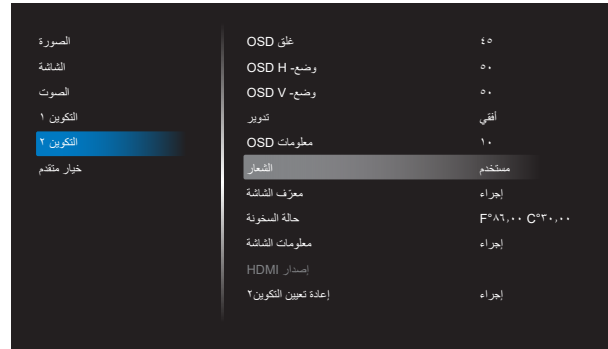 الصورة
الشاشة
الصوت
التكوين ١
التكوين ٢
خيار متقدم
غلق OSD ٤٥
وضع- OSD H ٥٠
وضع- OSD V ٥٠
تدوير أفقي
معلومات OSD ١٠
الشعار مستخدم
معرّف الشاشة إجراء
حالة السخونة F°٨٦,٠٠ C°٣٠,٠٠
معلومات الشاشة إجراء
إصدار HDMI
إعادة تعيين التكوين٢ إجراء